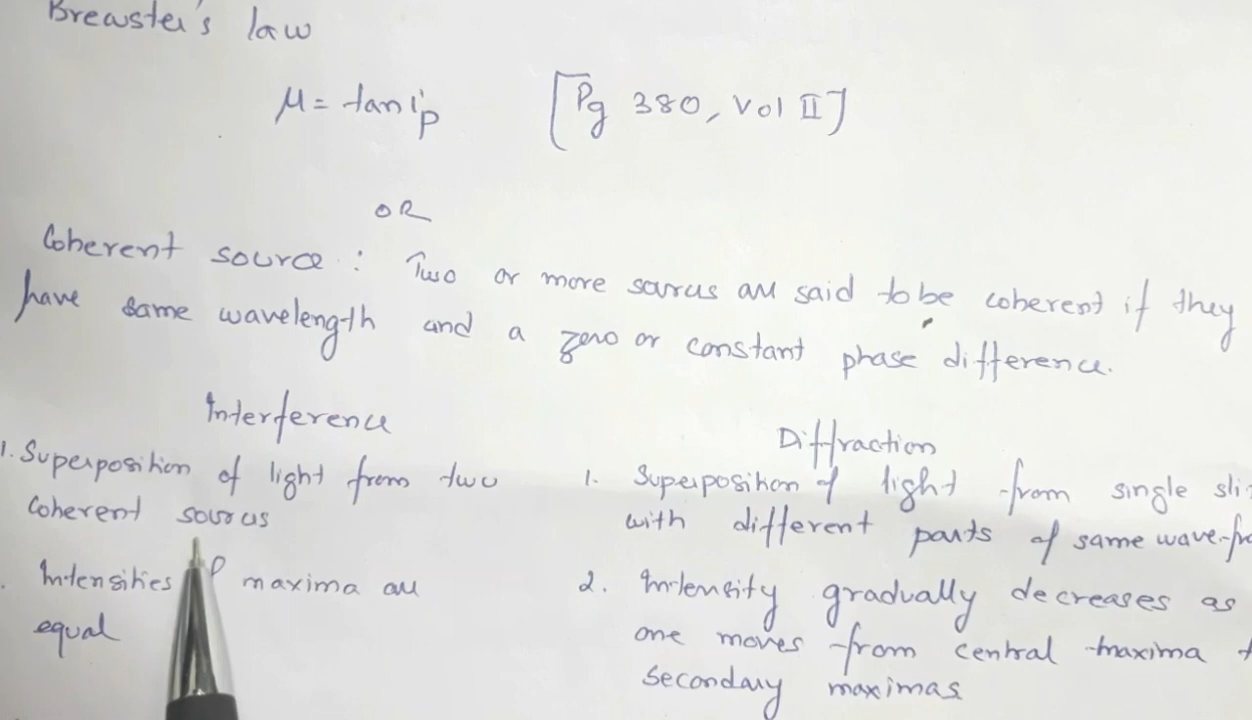 Brewster's law
μ = tan ip [Pg 380, Vol II]
OR
Coherent source : Two or more sources are said to be coherent if they
have same wavelength and a zero or constant phase difference.
Interference
1. Superposition of light from two
coherent sources
Intensities maxima are
equal
Diffraction
1. Superposition of light from single
with different parts of same
2. Intensity gradually decreases as
one moves from central maxima
secondary maximas